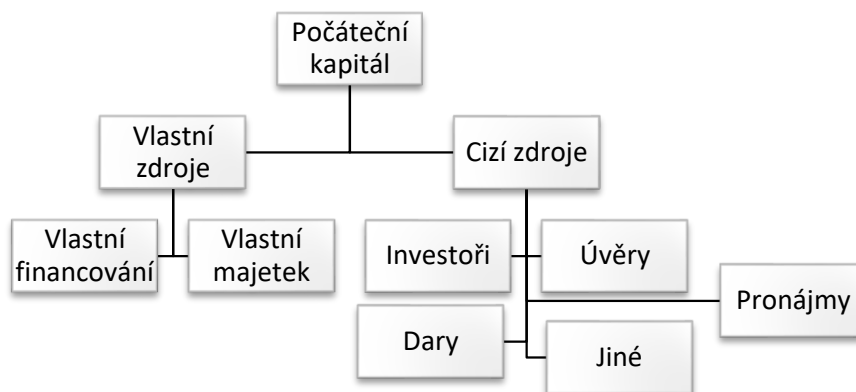 Počáteční
kapitál
Vlastní
zdroje
Cizí zdroje
Vlastní
financování
Vlastní
majetek
Investoři
Úvěry
Pronájmy
Dary
Jiné